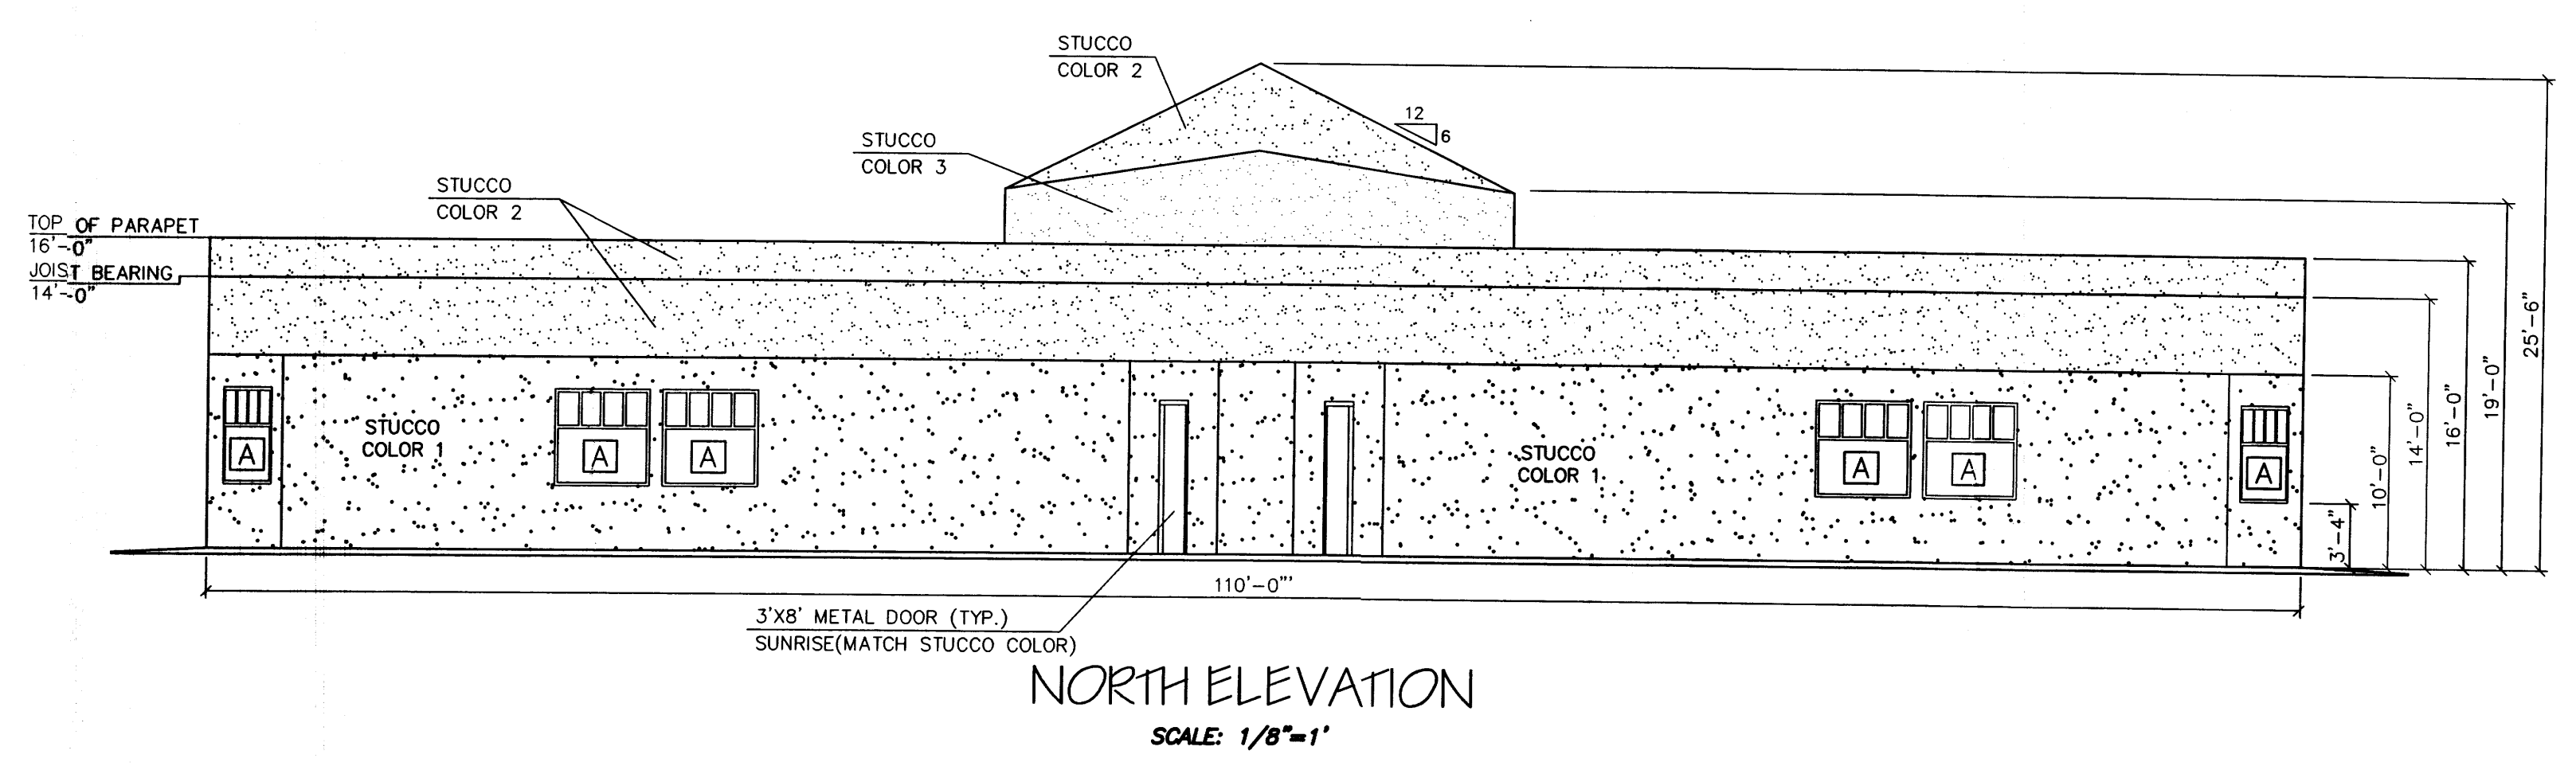 STUCCO
COLOR 2
12
6
STUCCO
COLOR 3
STUCCO
COLOR 2
TOP OF PARAPET
16'-0"
JOIST BEARING
14'-0"
STUCCO
COLOR 1
A
A
A
STUCCO
COLOR 1
A
A
A
3'-4"
10'-0"
14'-0"
16'-0"
19'-0"
25'-6"
110'-0"'
3'X8' METAL DOOR (TYP.)
SUNRISE(MATCH STUCCO COLOR)
NORTH ELEVATION
SCALE: 1/8"=1'